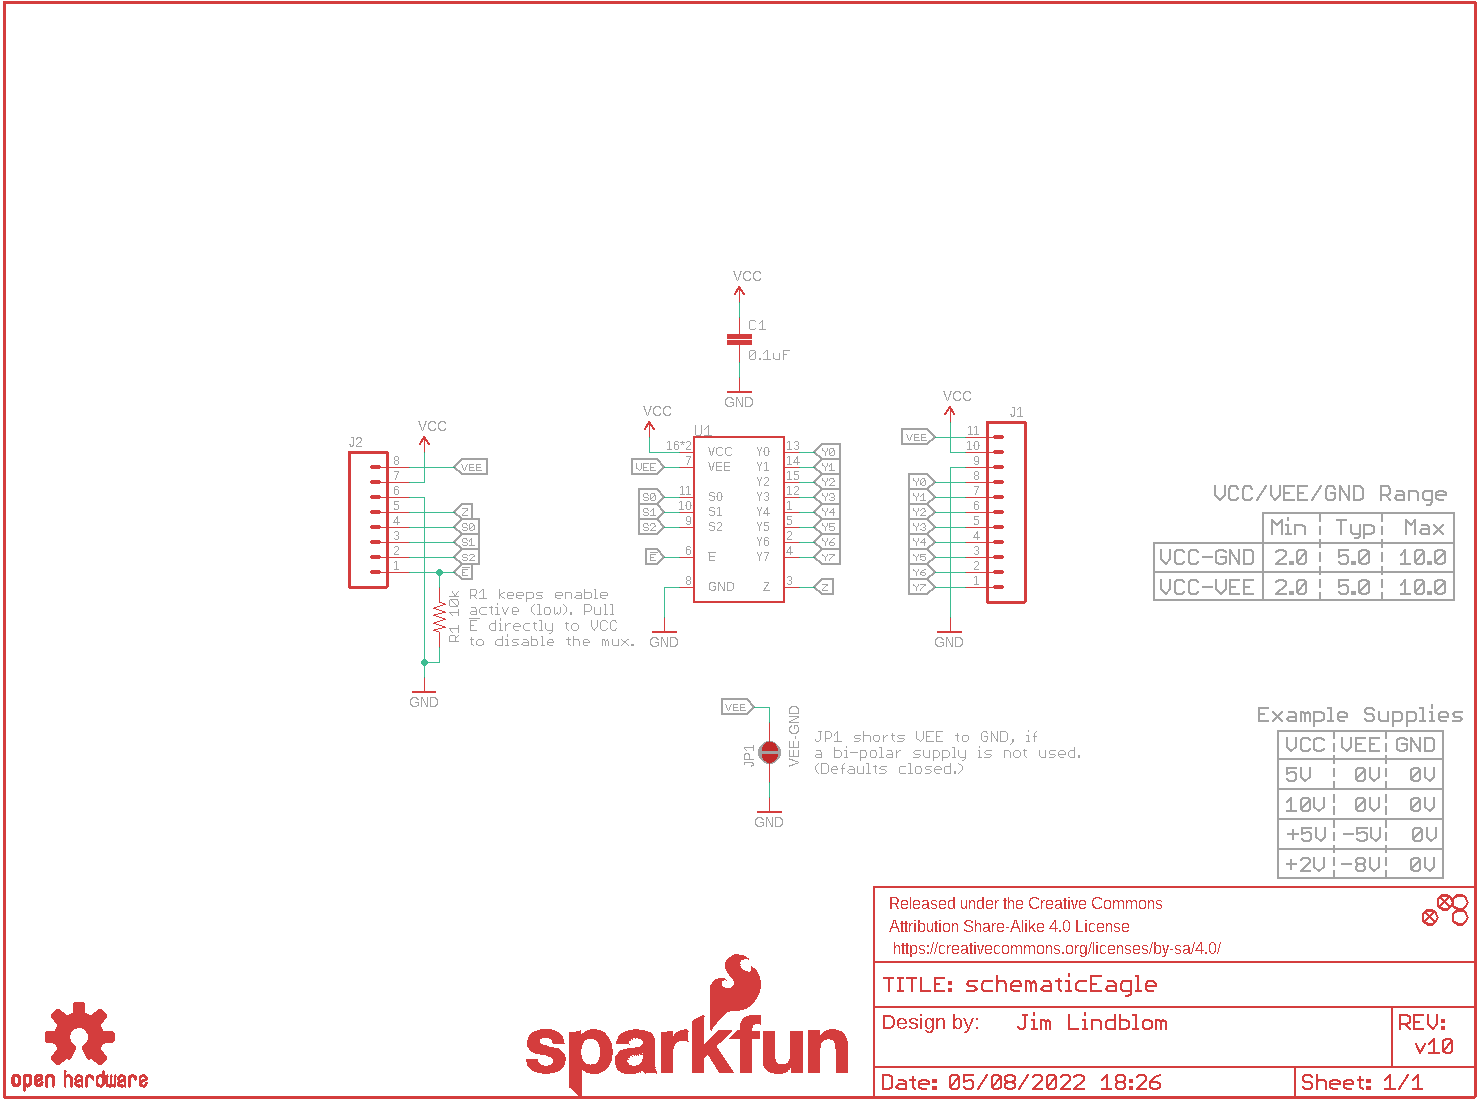 VCC
C1
0.1uF
GND
J2
VCC
8
7
6
5
4
3
2
1
VEE
Z
S0
S1
S2
E
R1 10k
R1 keeps enable
active (low). Pull
E directly to VCC
to disable the mux.
GND
VCC
U1
16*2 VCC Y0 13 Y0
VEE 7 VEE Y1 14 Y1
Y2 15 Y2
S0 11 S0 Y3 12 Y3
S1 10 S1 Y4 1 Y4
S2 9 S2 Y5 5 Y5
Y6 2 Y6
E 6 E Y7 4 Y7
8 GND Z 3 Z
GND
VCC
J1
VEE 11
10
9
Y0 8
Y1 7
Y2 6
Y3 5
Y4 4
Y5 3
Y6 2
Y7 1
GND
VCC/VEE/GND Range
Min Typ Max
VCC-GND 2.0 5.0 10.0
VCC-VEE 2.0 5.0 10.0
VEE
JP1
VEE-GND
GND
JP1 shorts VEE to GND, if
a bi-polar supply is not used.
(Defaults closed.)
Example Supplies
VCC VEE GND
5V 0V 0V
10V 0V 0V
+5V -5V 0V
+2V -8V 0V
Released under the Creative Commons
Attribution Share-Alike 4.0 License
https://creativecommons.org/licenses/by-sa/4.0/
TITLE: schematicEagle
Design by: Jim Lindblom
REV:
v10
Date: 05/08/2022 18:26
Sheet: 1/1
open hardware
sparkfun